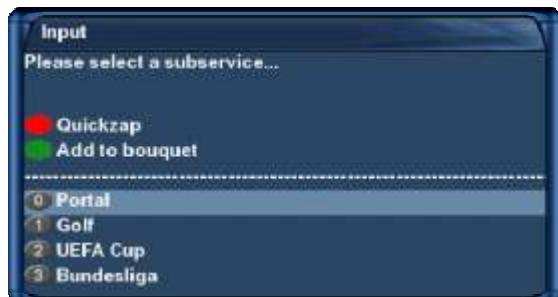 Input
Please select a subservice...
Quickzap
Add to bouquet
0 Portal
1 Golf
2 UEFA Cup
3 Bundesliga